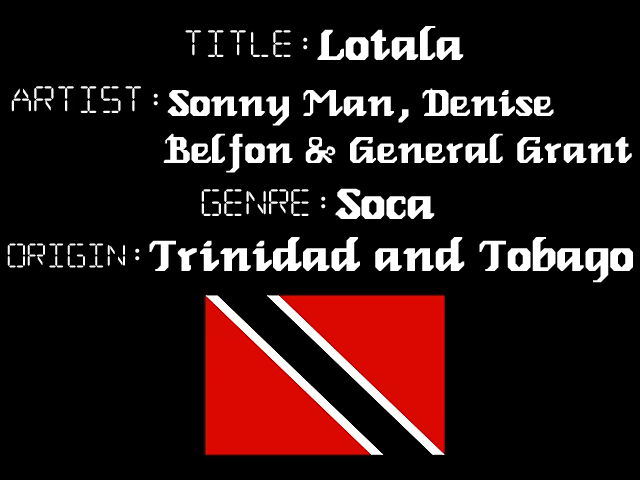 TITLE: Lotala
ARTIST: Sonny Man, Denise
Belfon & General Grant
GENRE: Soca
ORIGIN: Trinidad and Tobago